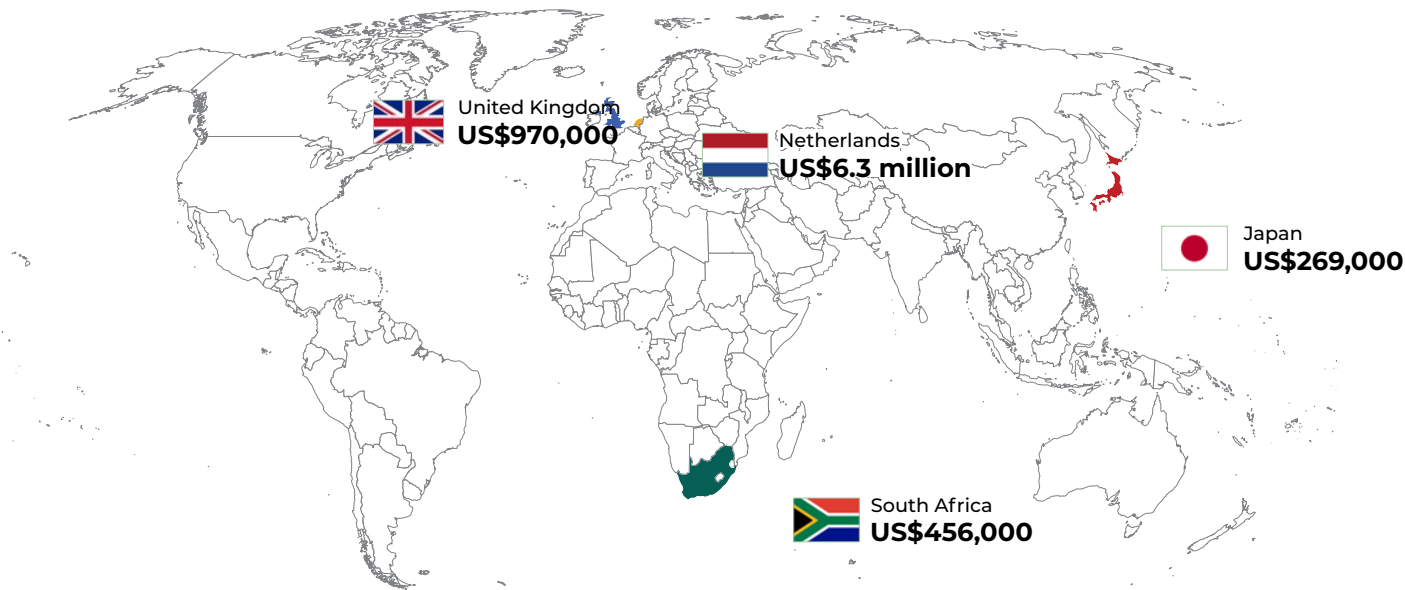 United Kingdom
US$970,000
Netherlands
US$6.3 million
Japan
US$269,000
South Africa
US$456,000